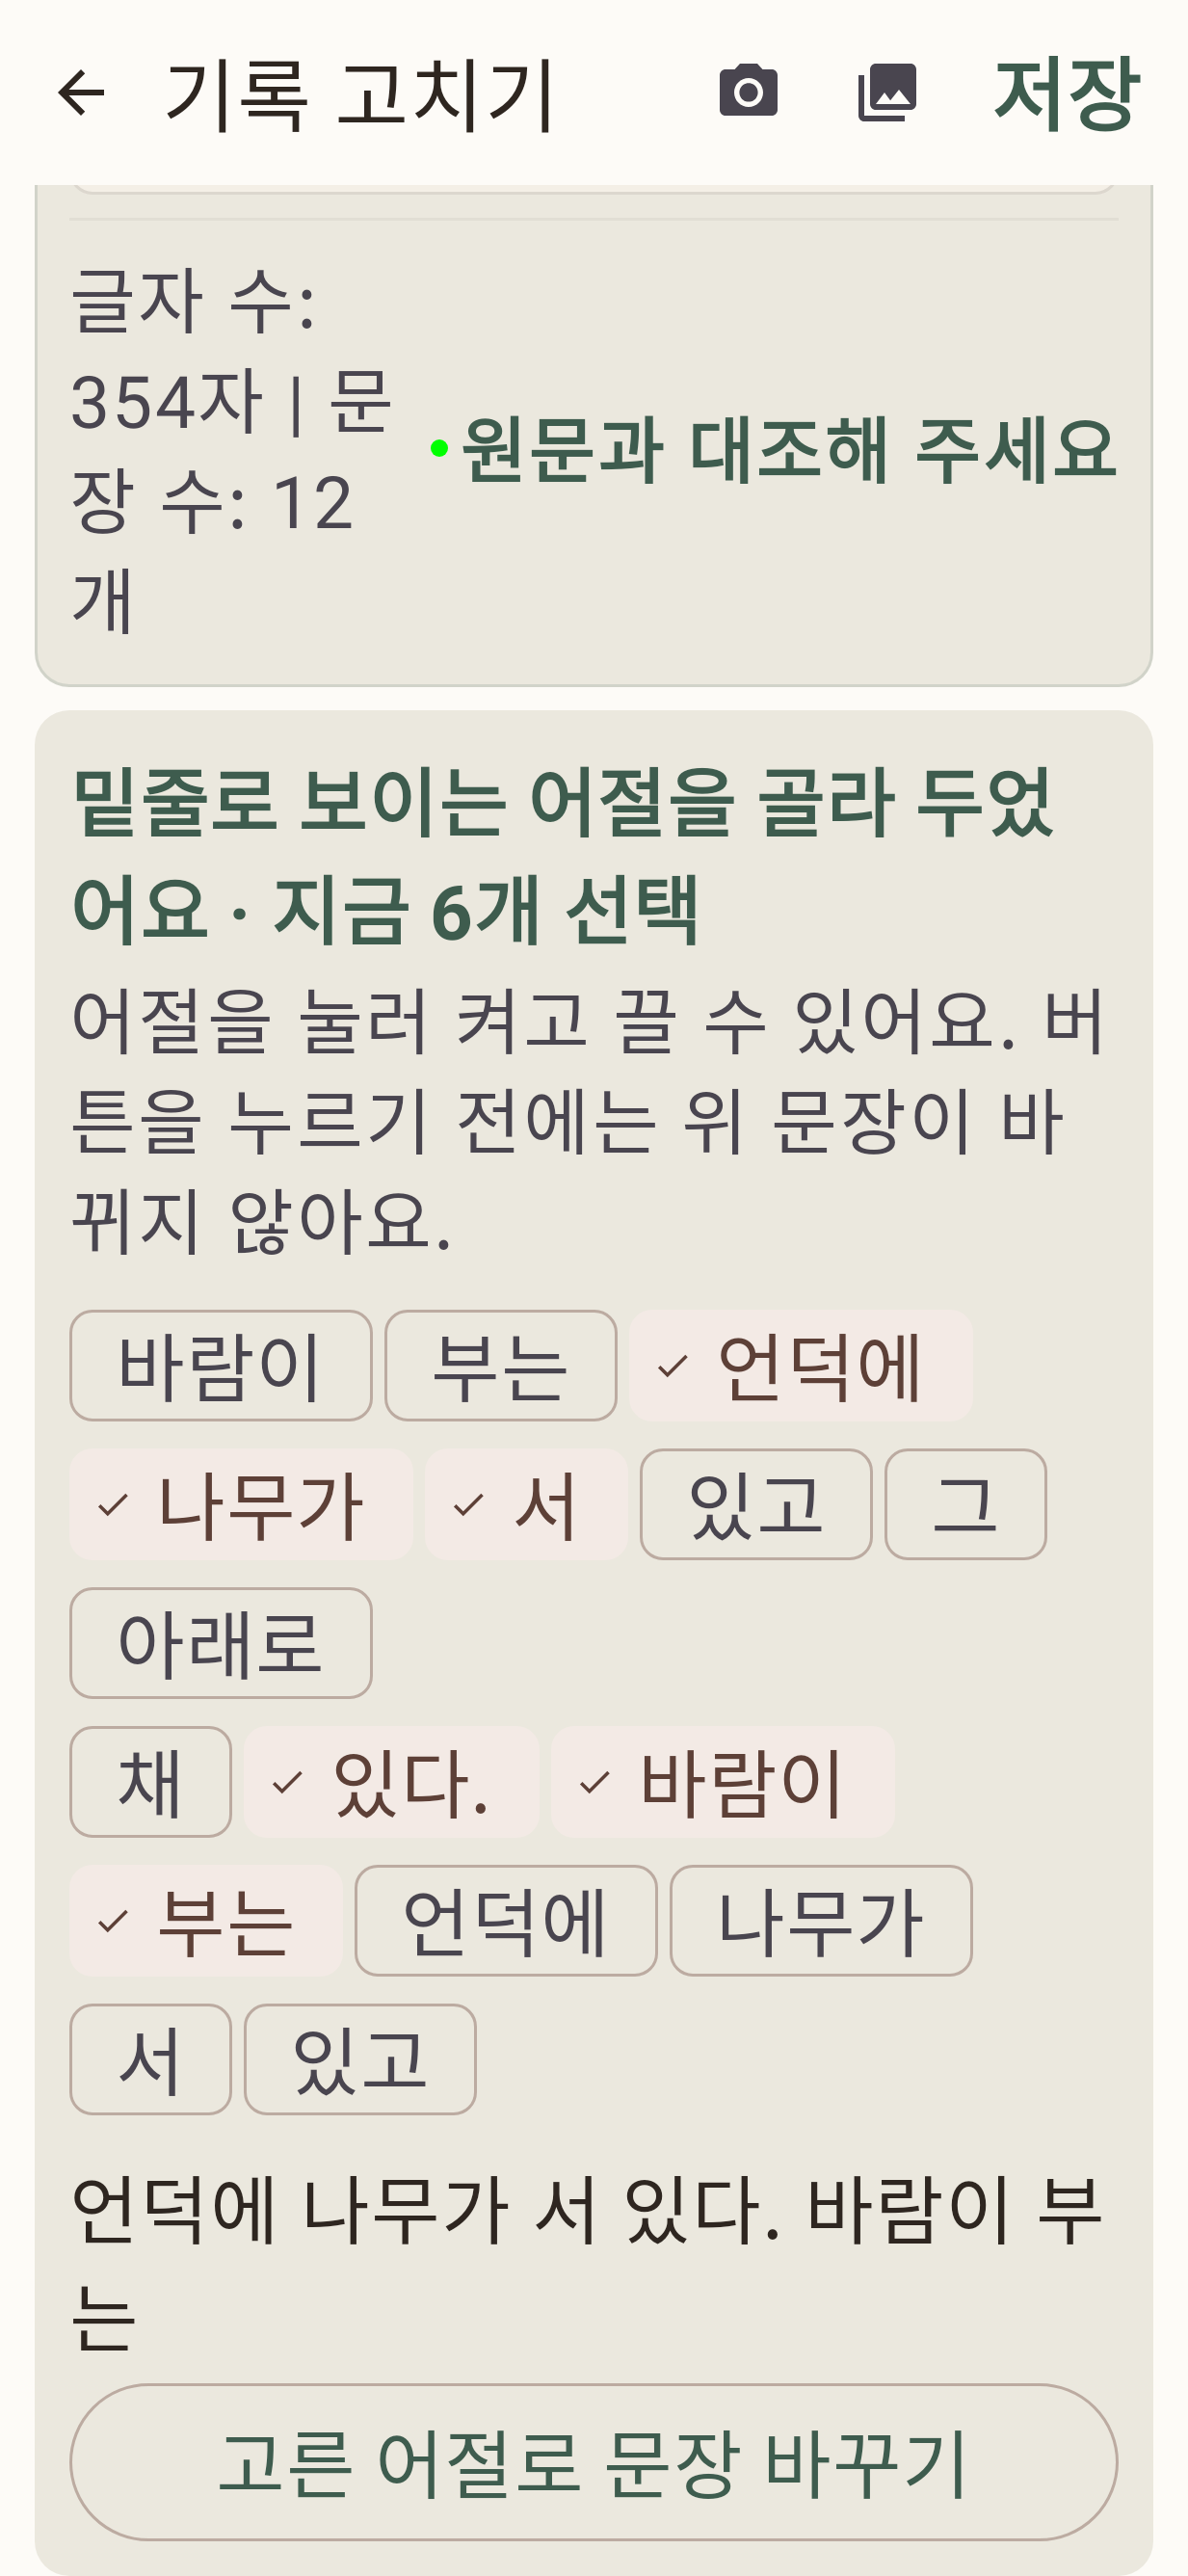 기록 고치기 저장
글자 수:
354자 | 문
장 수: 12
개
원문과 대조해 주세요
밑줄로 보이는 어절을 골라 두었
어요 · 지금 6개 선택
어절을 눌러 켜고 끌 수 있어요. 버
튼을 누르기 전에는 위 문장이 바
뀌지 않아요.
바람이 부는 언덕에
나무가 서 있고 그
아래로
채 있다. 바람이
부는 언덕에 나무가
서 있고
언덕에 나무가 서 있다. 바람이 부
는
고른 어절로 문장 바꾸기